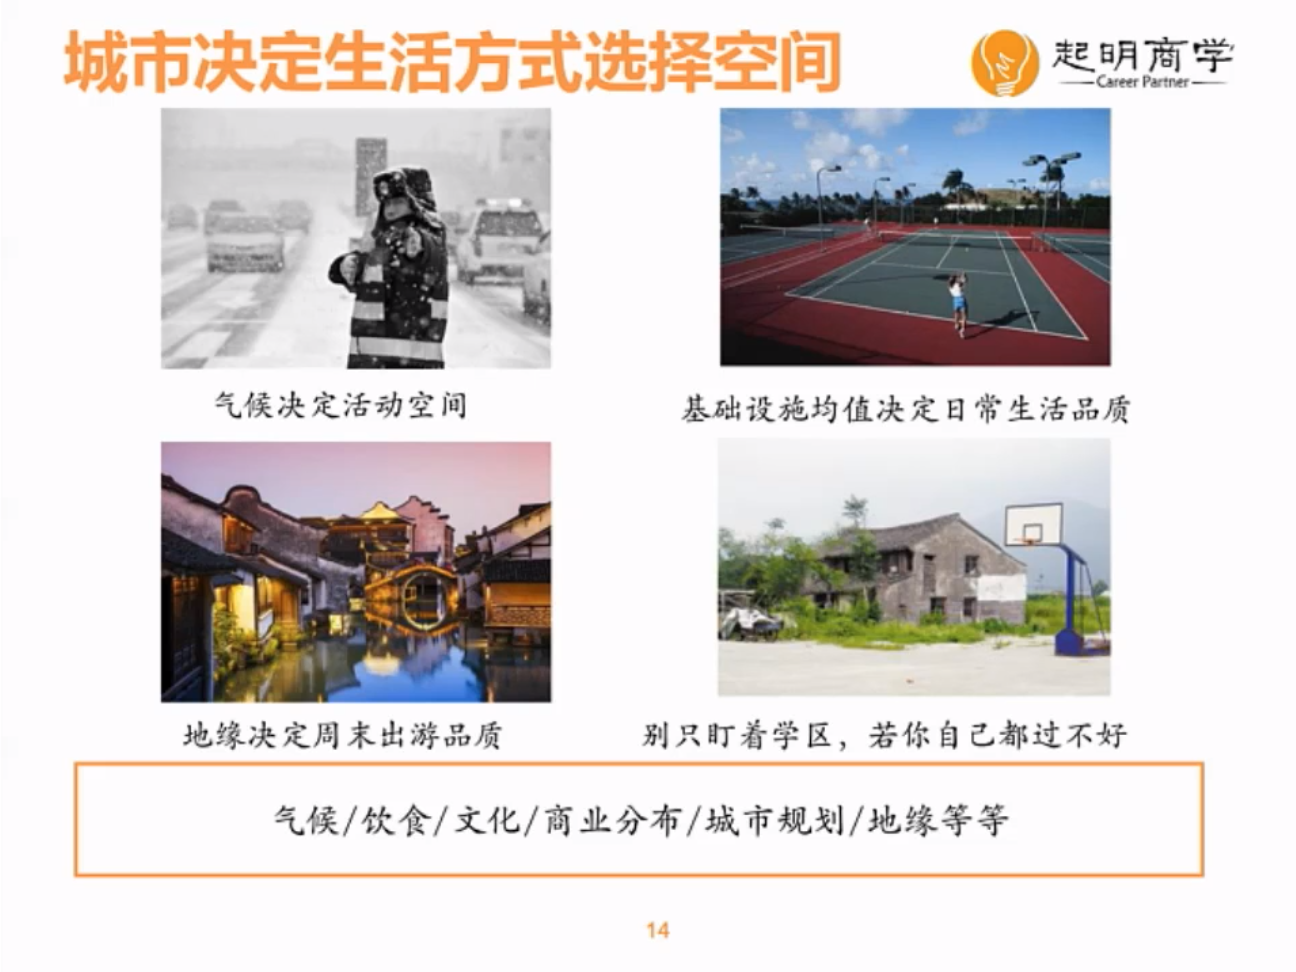 城市决定生活方式选择空间
起明商学
Career Partner
气候决定活动空间
基础设施均值决定日常生活品质
地缘决定周末出游品质
别只盯着学区，若你自己都过不好
气候/饮食/文化/商业分布/城市规划/地缘等等
14